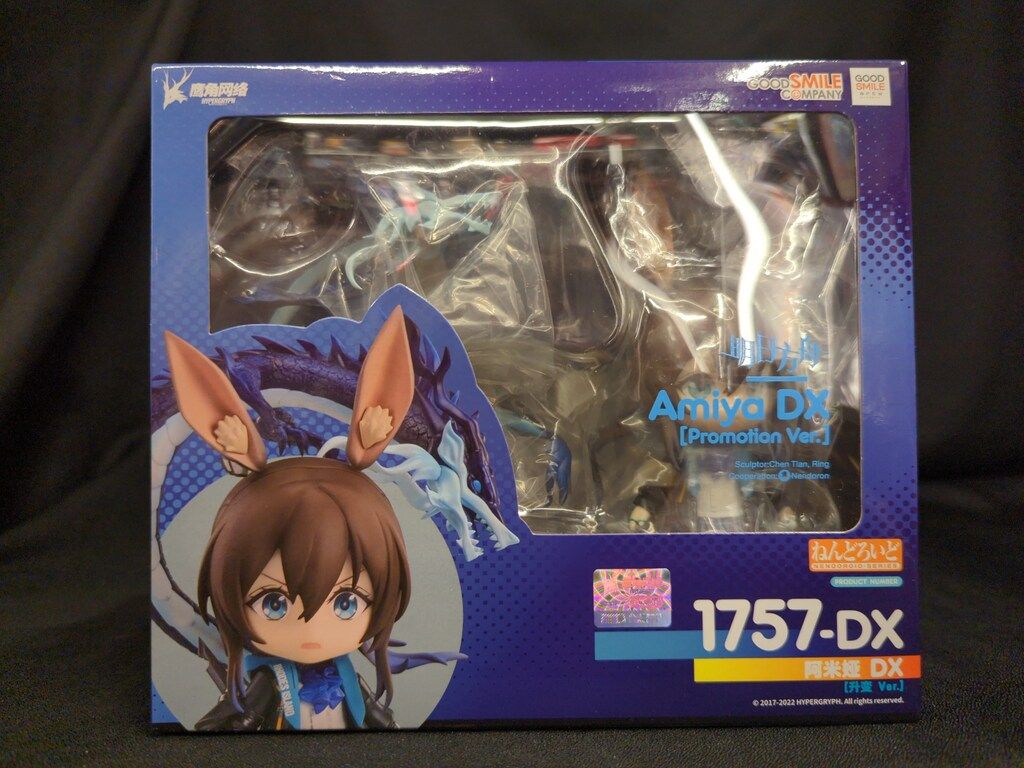 鹰角网络
HYPERGRYPH
GOOD SMILE
COMPANY
GOOD
SMILE
明日方舟
Amiya DX
[Promotion Ver.]
Sculptor:Chen Tian, Ring
Cooperation: Nendoron
ねんどろいど
NENDOROID SERIES
PRODUCT NUMBER
1757-DX
阿米娅 DX
[升变 Ver.]
© 2017-2022 HYPERGRYPH. All rights reserved.
RHODES ISLAND